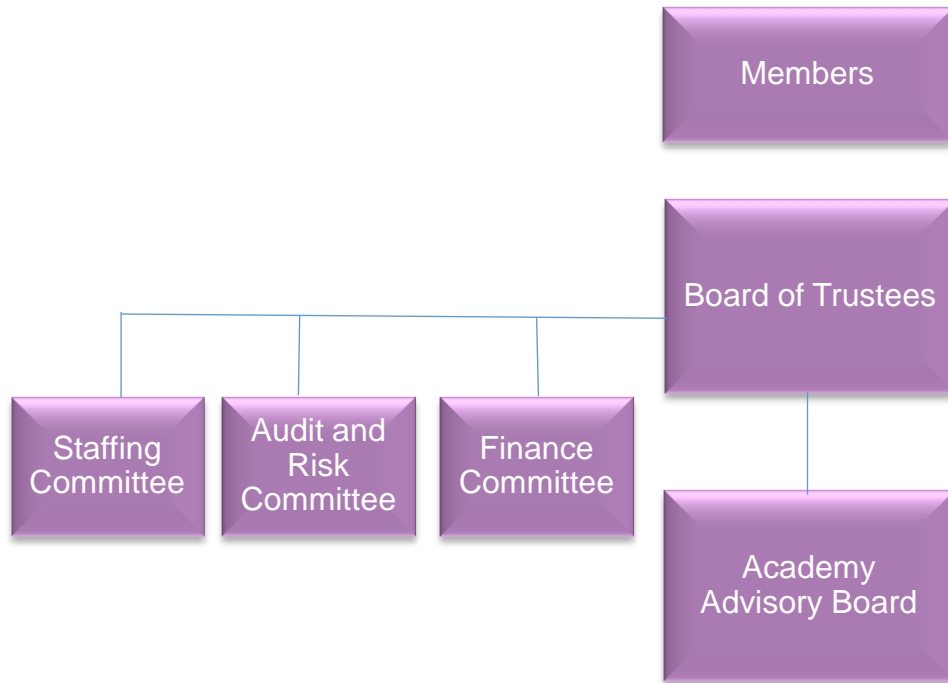 Members
Board of Trustees
Staffing
Committee
Audit and
Risk
Committee
Finance
Committee
Academy
Advisory Board